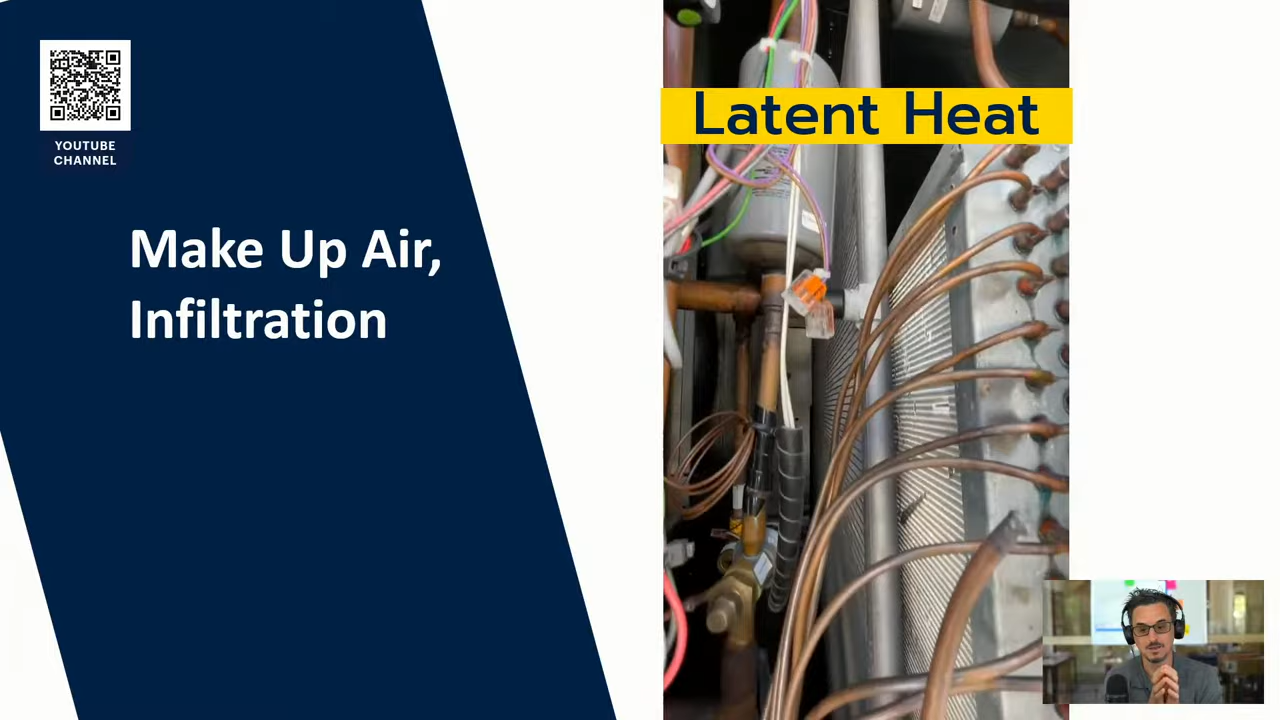 YOUTUBE
CHANNEL
Make Up Air,
Infiltration
Latent Heat